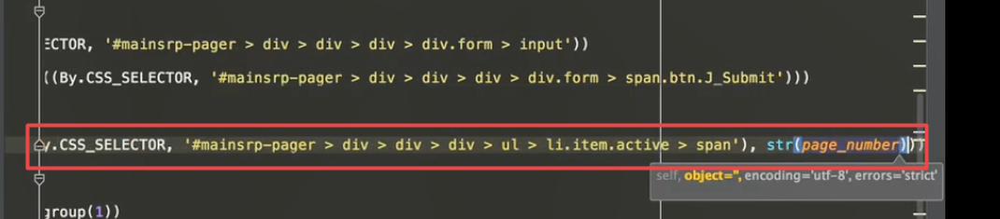 ECTOR, '#mainsrp-pager > div > div > div > div.form > input'))
((By.CSS_SELECTOR, '#mainsrp-pager > div > div > div > div.form > span.btn.J_Submit')))
y.CSS_SELECTOR, '#mainsrp-pager > div > div > div > ul > li.item.active > span'), str(page_number)))
self, object='', encoding='utf-8', errors='strict'
group(1))